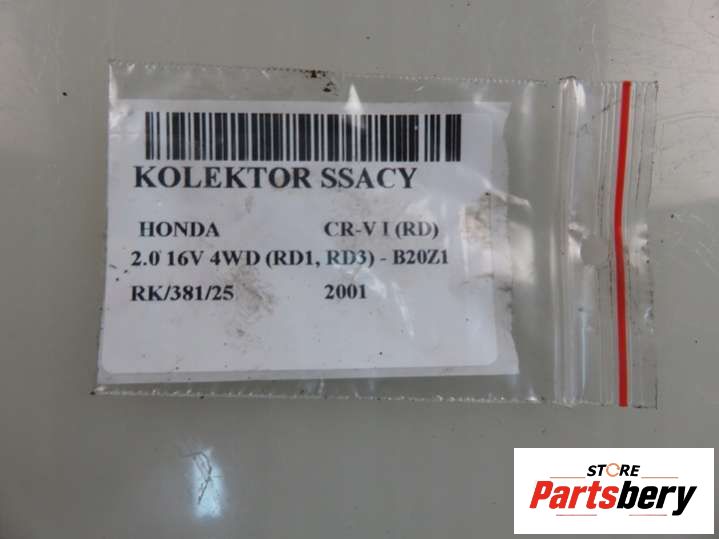 KOLEKTOR SSACY
HONDA CR-V I (RD)
2.0 16V 4WD (RD1, RD3) - B20Z1
RK/381/25 2001
STORE
Partsbery